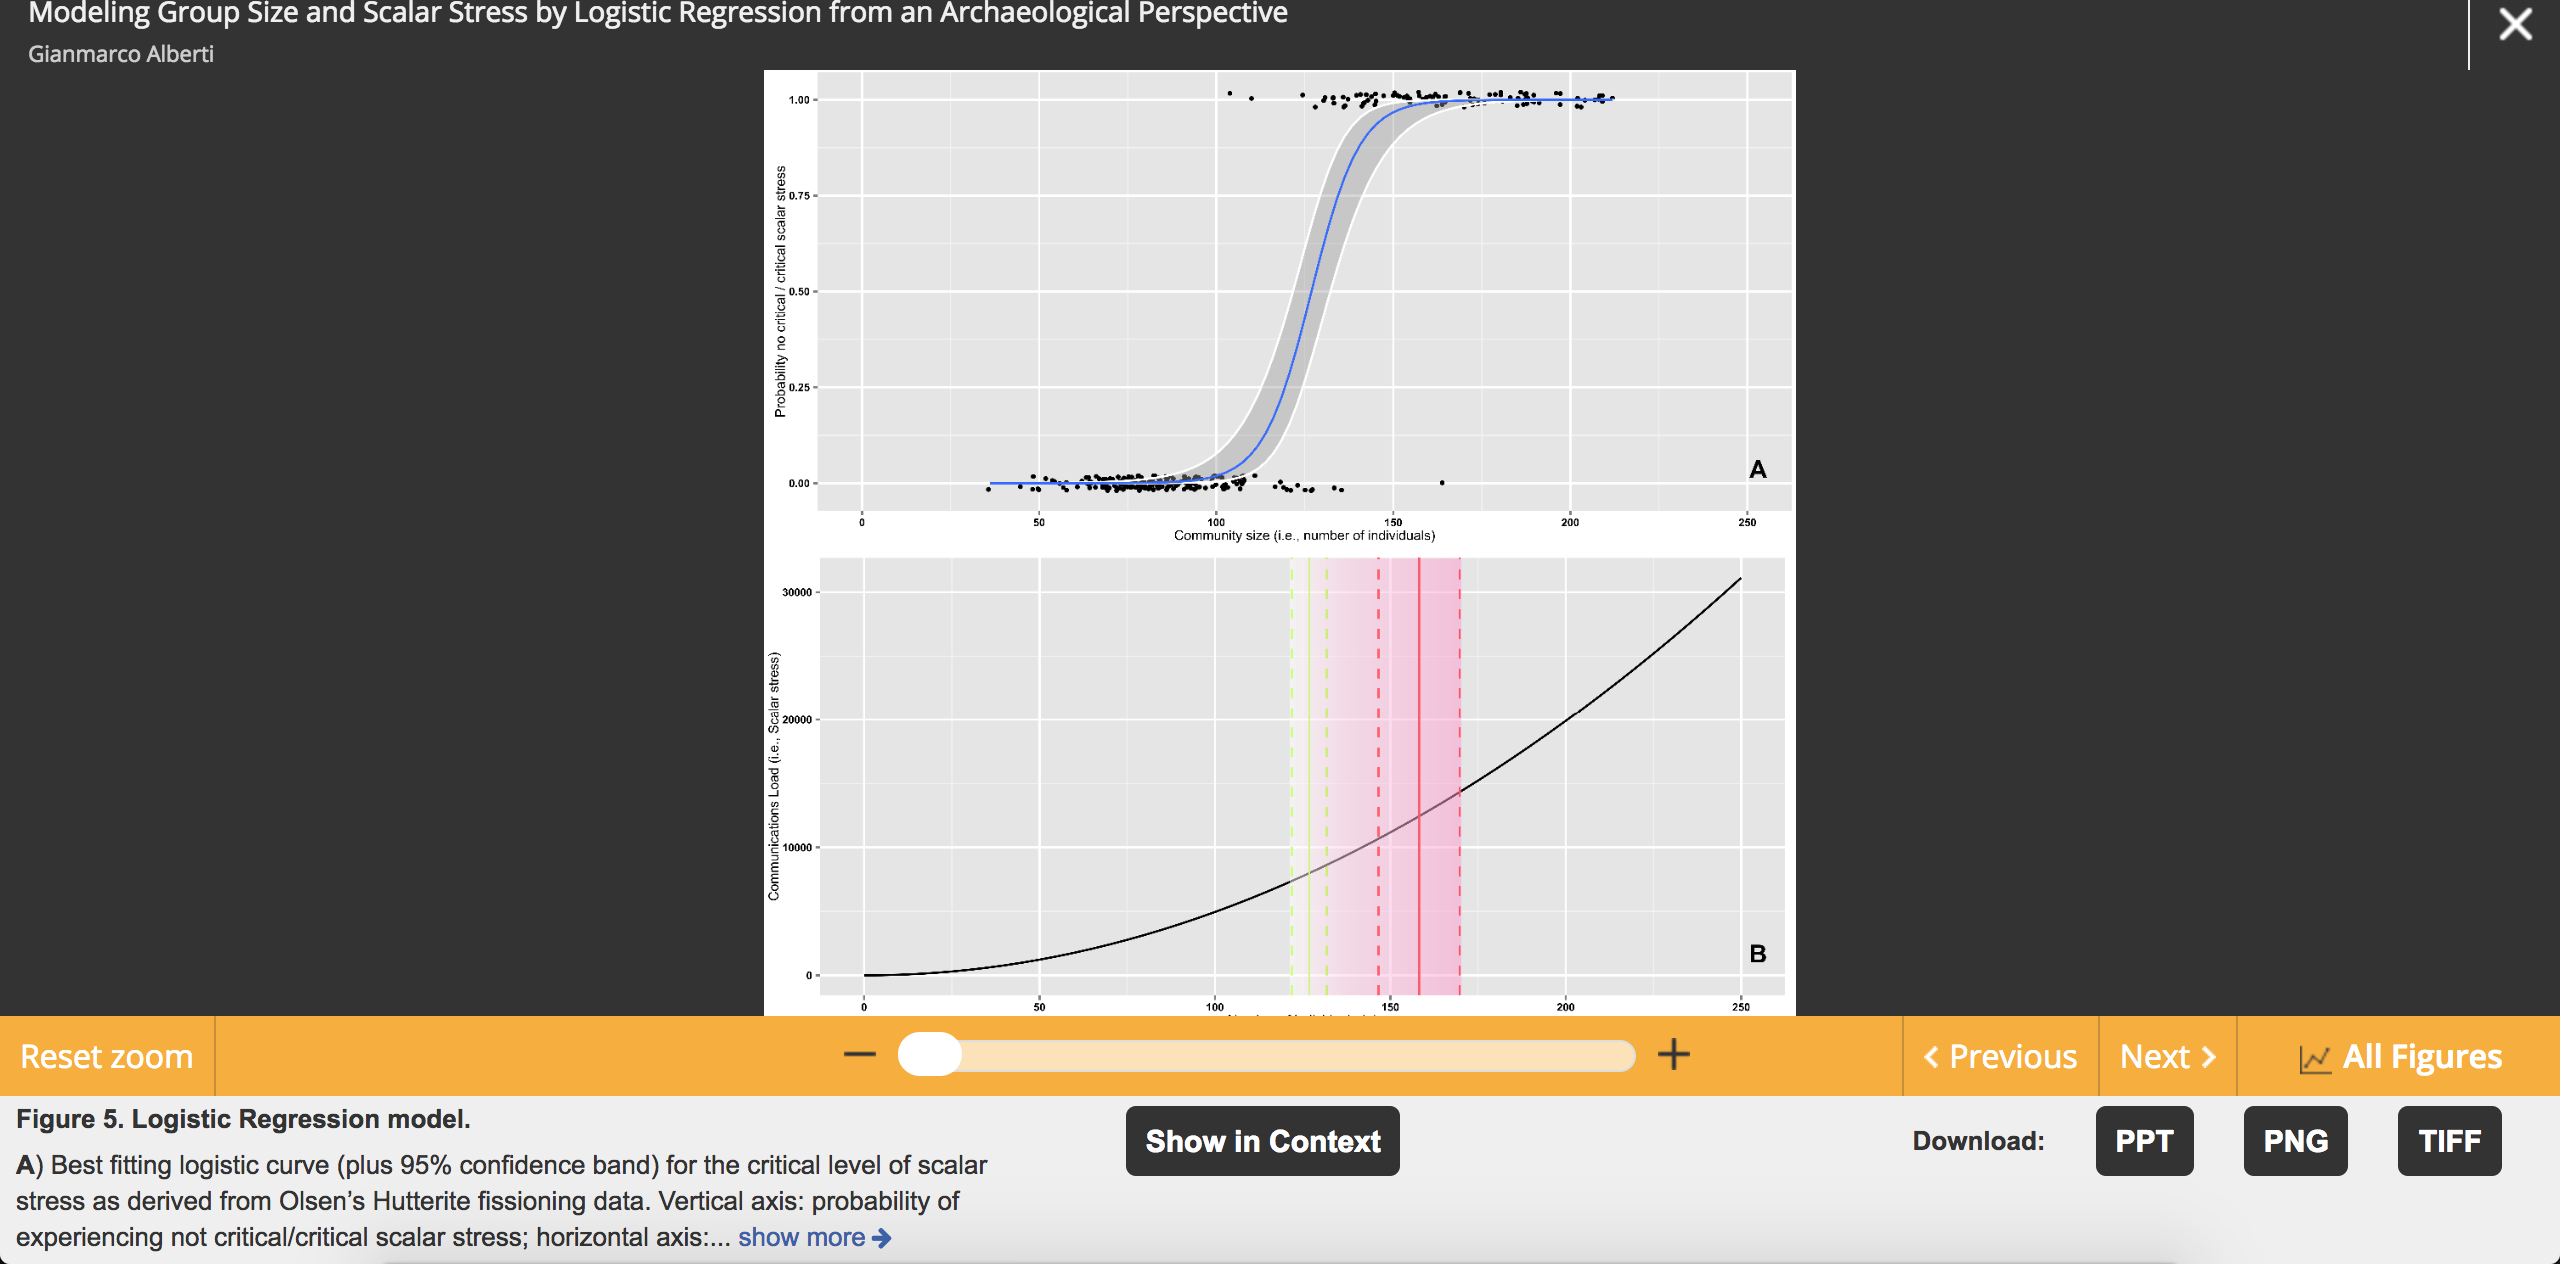 Modeling Group Size and Scalar Stress by Logistic Regression from an Archaeological Perspective
Gianmarco Alberti
1.00
0.75
0.50
0.25
0.00
Probability no critical / critical scalar stress
A
0 50 100 150 200 250
Community size (i.e., number of individuals)
30000
20000
10000
0
Communications Load (i.e., Scalar stress)
B
0 50 100 150 200 250
Reset zoom
Previous
Next
All Figures
Figure 5. Logistic Regression model.
Show in Context
Download:
PPT
PNG
TIFF
A) Best fitting logistic curve (plus 95% confidence band) for the critical level of scalar
stress as derived from Olsen’s Hutterite fissioning data. Vertical axis: probability of
experiencing not critical/critical scalar stress; horizontal axis:... show more